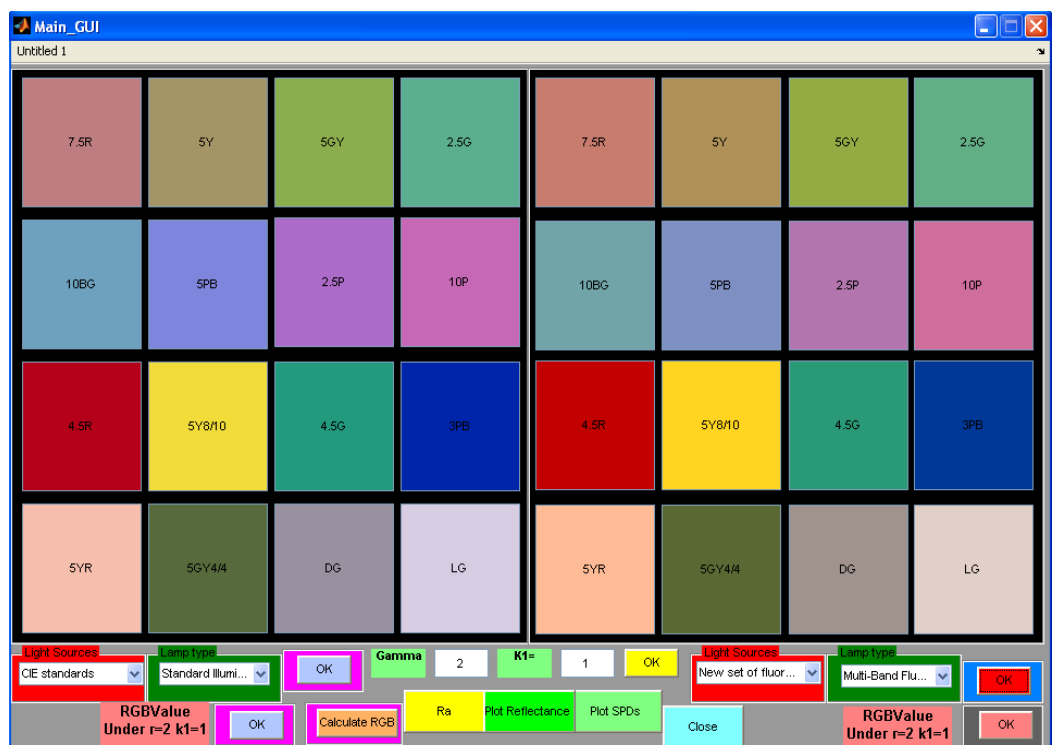 Main_GUI
Untitled 1
7.5R 5Y 5GY 2.5G 7.5R 5Y 5GY 2.5G
10BG 5PB 2.5P 10P 10BG 5PB 2.5P 10P
4.5R 5Y8/10 4.5G 3PB 4.5R 5Y8/10 4.5G 3PB
5YR 5GY4/4 DG LG 5YR 5GY4/4 DG LG
Light Sources Lamp type Gamma K1= Light Sources Lamp type
CIE standards Standard Illumi... OK 2 1 OK New set of fluor... Multi-Band Flu... OK
RGBValue
Under r=2 k1=1
OK
Calculate RGB
Ra
Plot Reflectance
Plot SPDs
Close
RGBValue
Under r=2 k1=1
OK